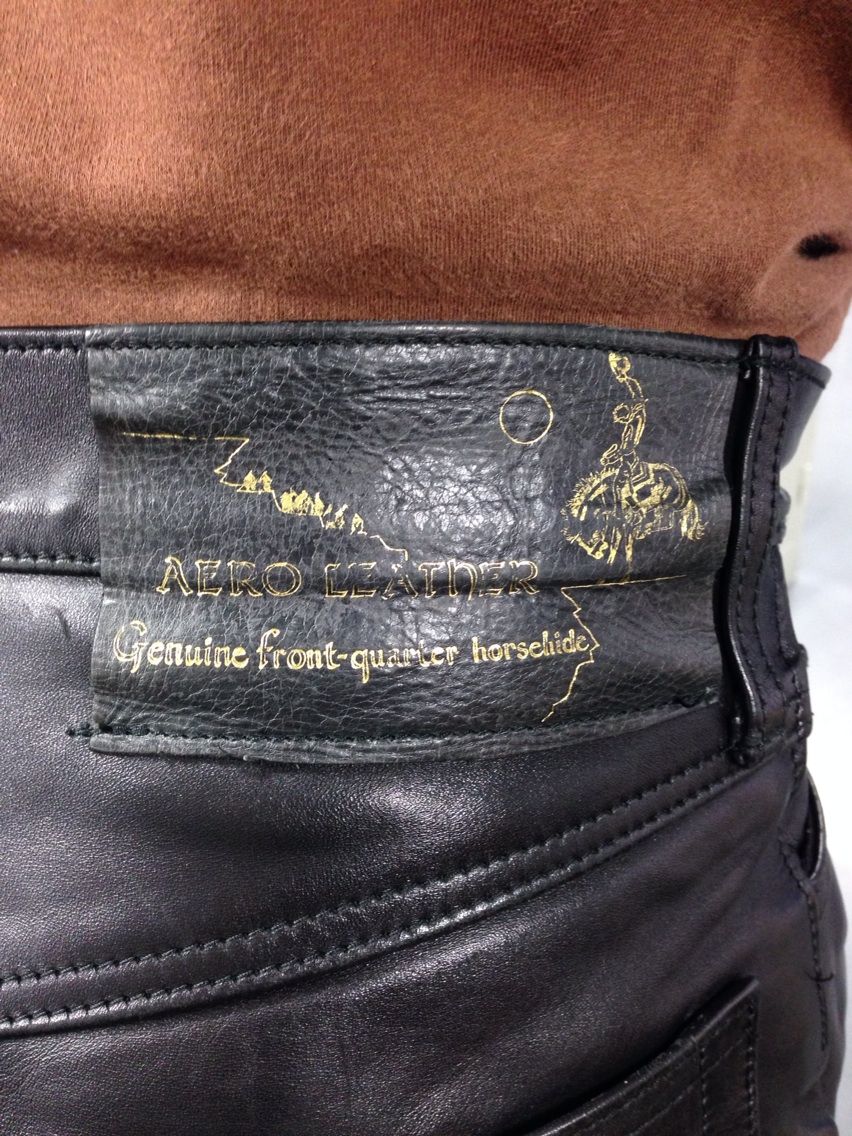 AERO LEATHER
Genuine front-quarter horsehide